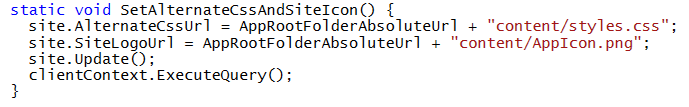 static void SetAlternateCssAndSiteIcon() {
  site.AlternateCssUrl = AppRootFolderAbsoluteUrl + "content/styles.css";
  site.SiteLogoUrl = AppRootFolderAbsoluteUrl + "content/AppIcon.png";
  site.Update();
  clientContext.ExecuteQuery();
}